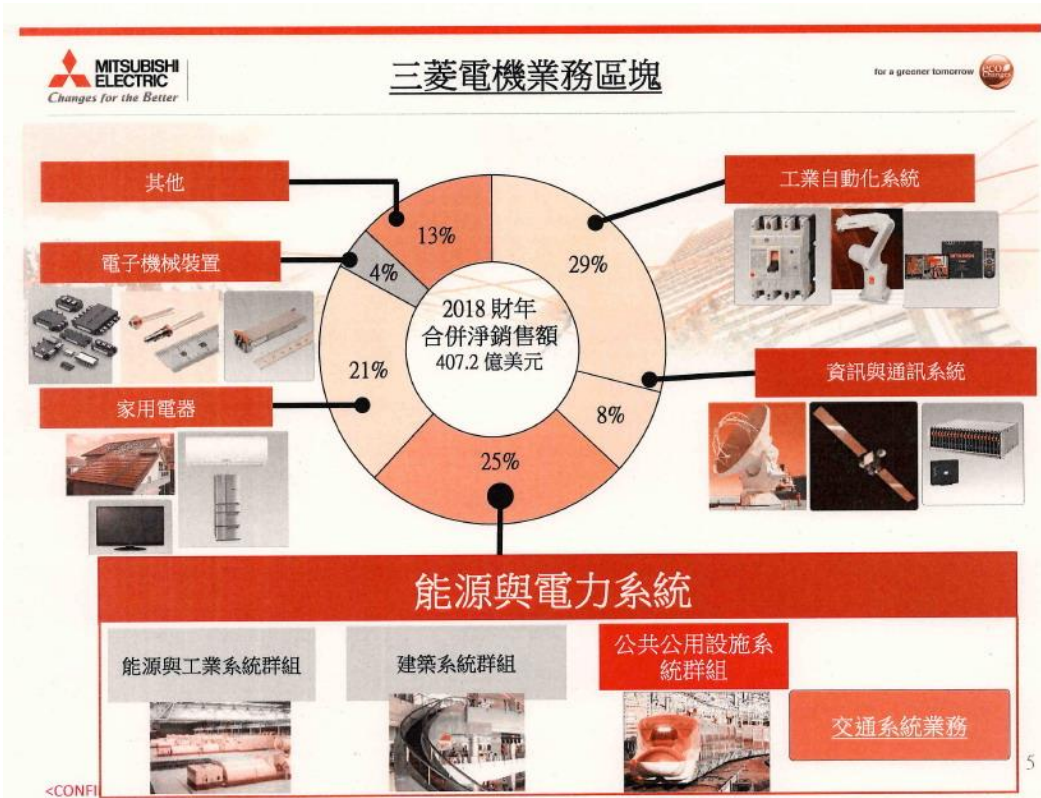 MITSUBISHI
ELECTRIC
Changes for the Better
三菱電機業務區塊
for a greener tomorrow
eco
Changes
其他
工業自動化系統
13%
電子機械裝置
4%
29%
MITSUBISHI
2018 財年
合併淨銷售額
407.2 億美元
21%
資訊與通訊系統
家用電器
8%
25%
能源與電力系統
能源與工業系統群組
建築系統群組
公共公用設施系
統群組
交通系統業務
5
<CONFI